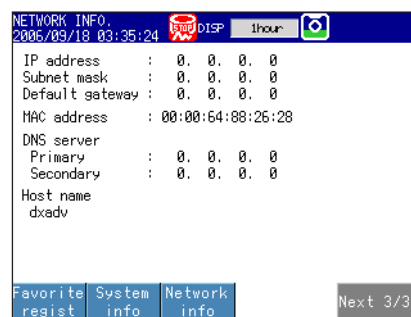 NETWORK INFO.
2006/09/18 03:35:24 STOP DISP 1hour
IP address : 0. 0. 0. 0
Subnet mask : 0. 0. 0. 0
Default gateway : 0. 0. 0. 0
MAC address : 00:00:64:88:26:28
DNS server
Primary : 0. 0. 0. 0
Secondary : 0. 0. 0. 0
Host name
dxadv
Favorite regist System info Network info Next 3/3